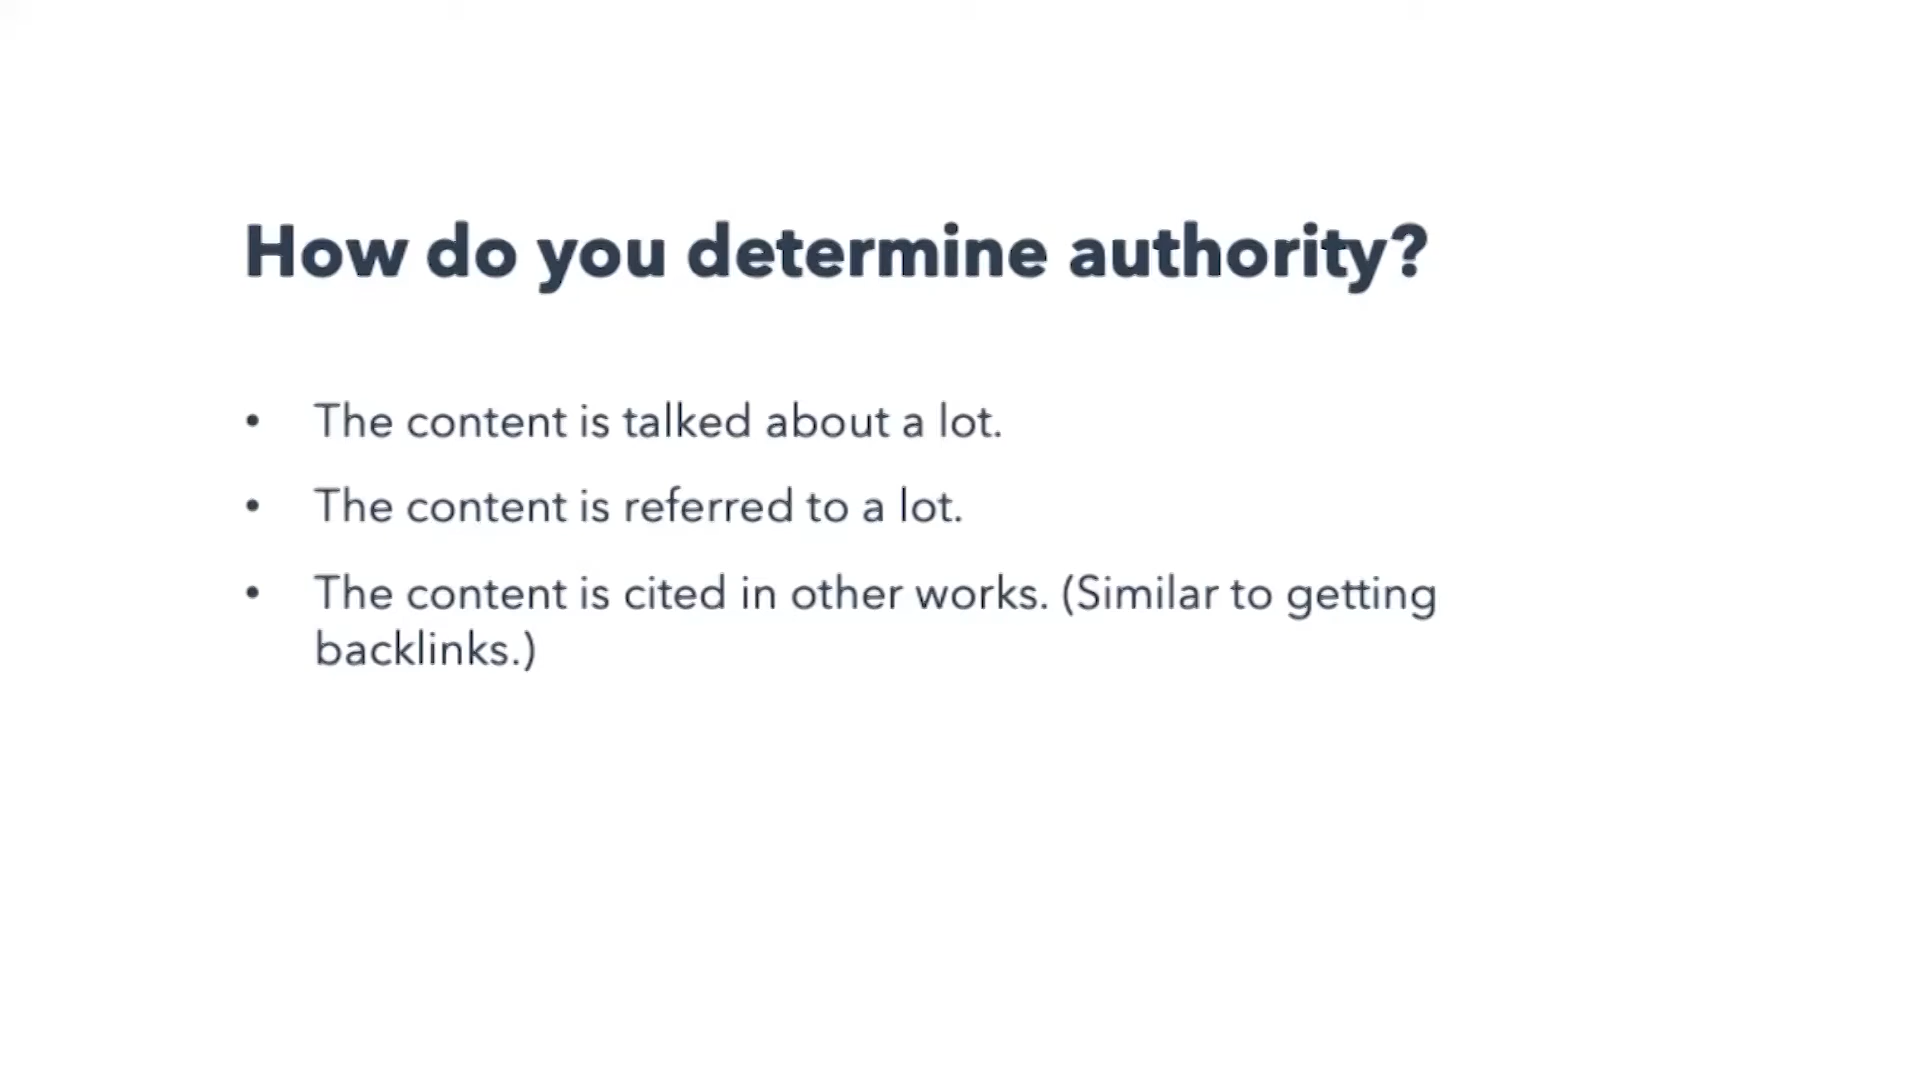 How do you determine authority?
• The content is talked about a lot.
• The content is referred to a lot.
• The content is cited in other works. (Similar to getting
backlinks.)